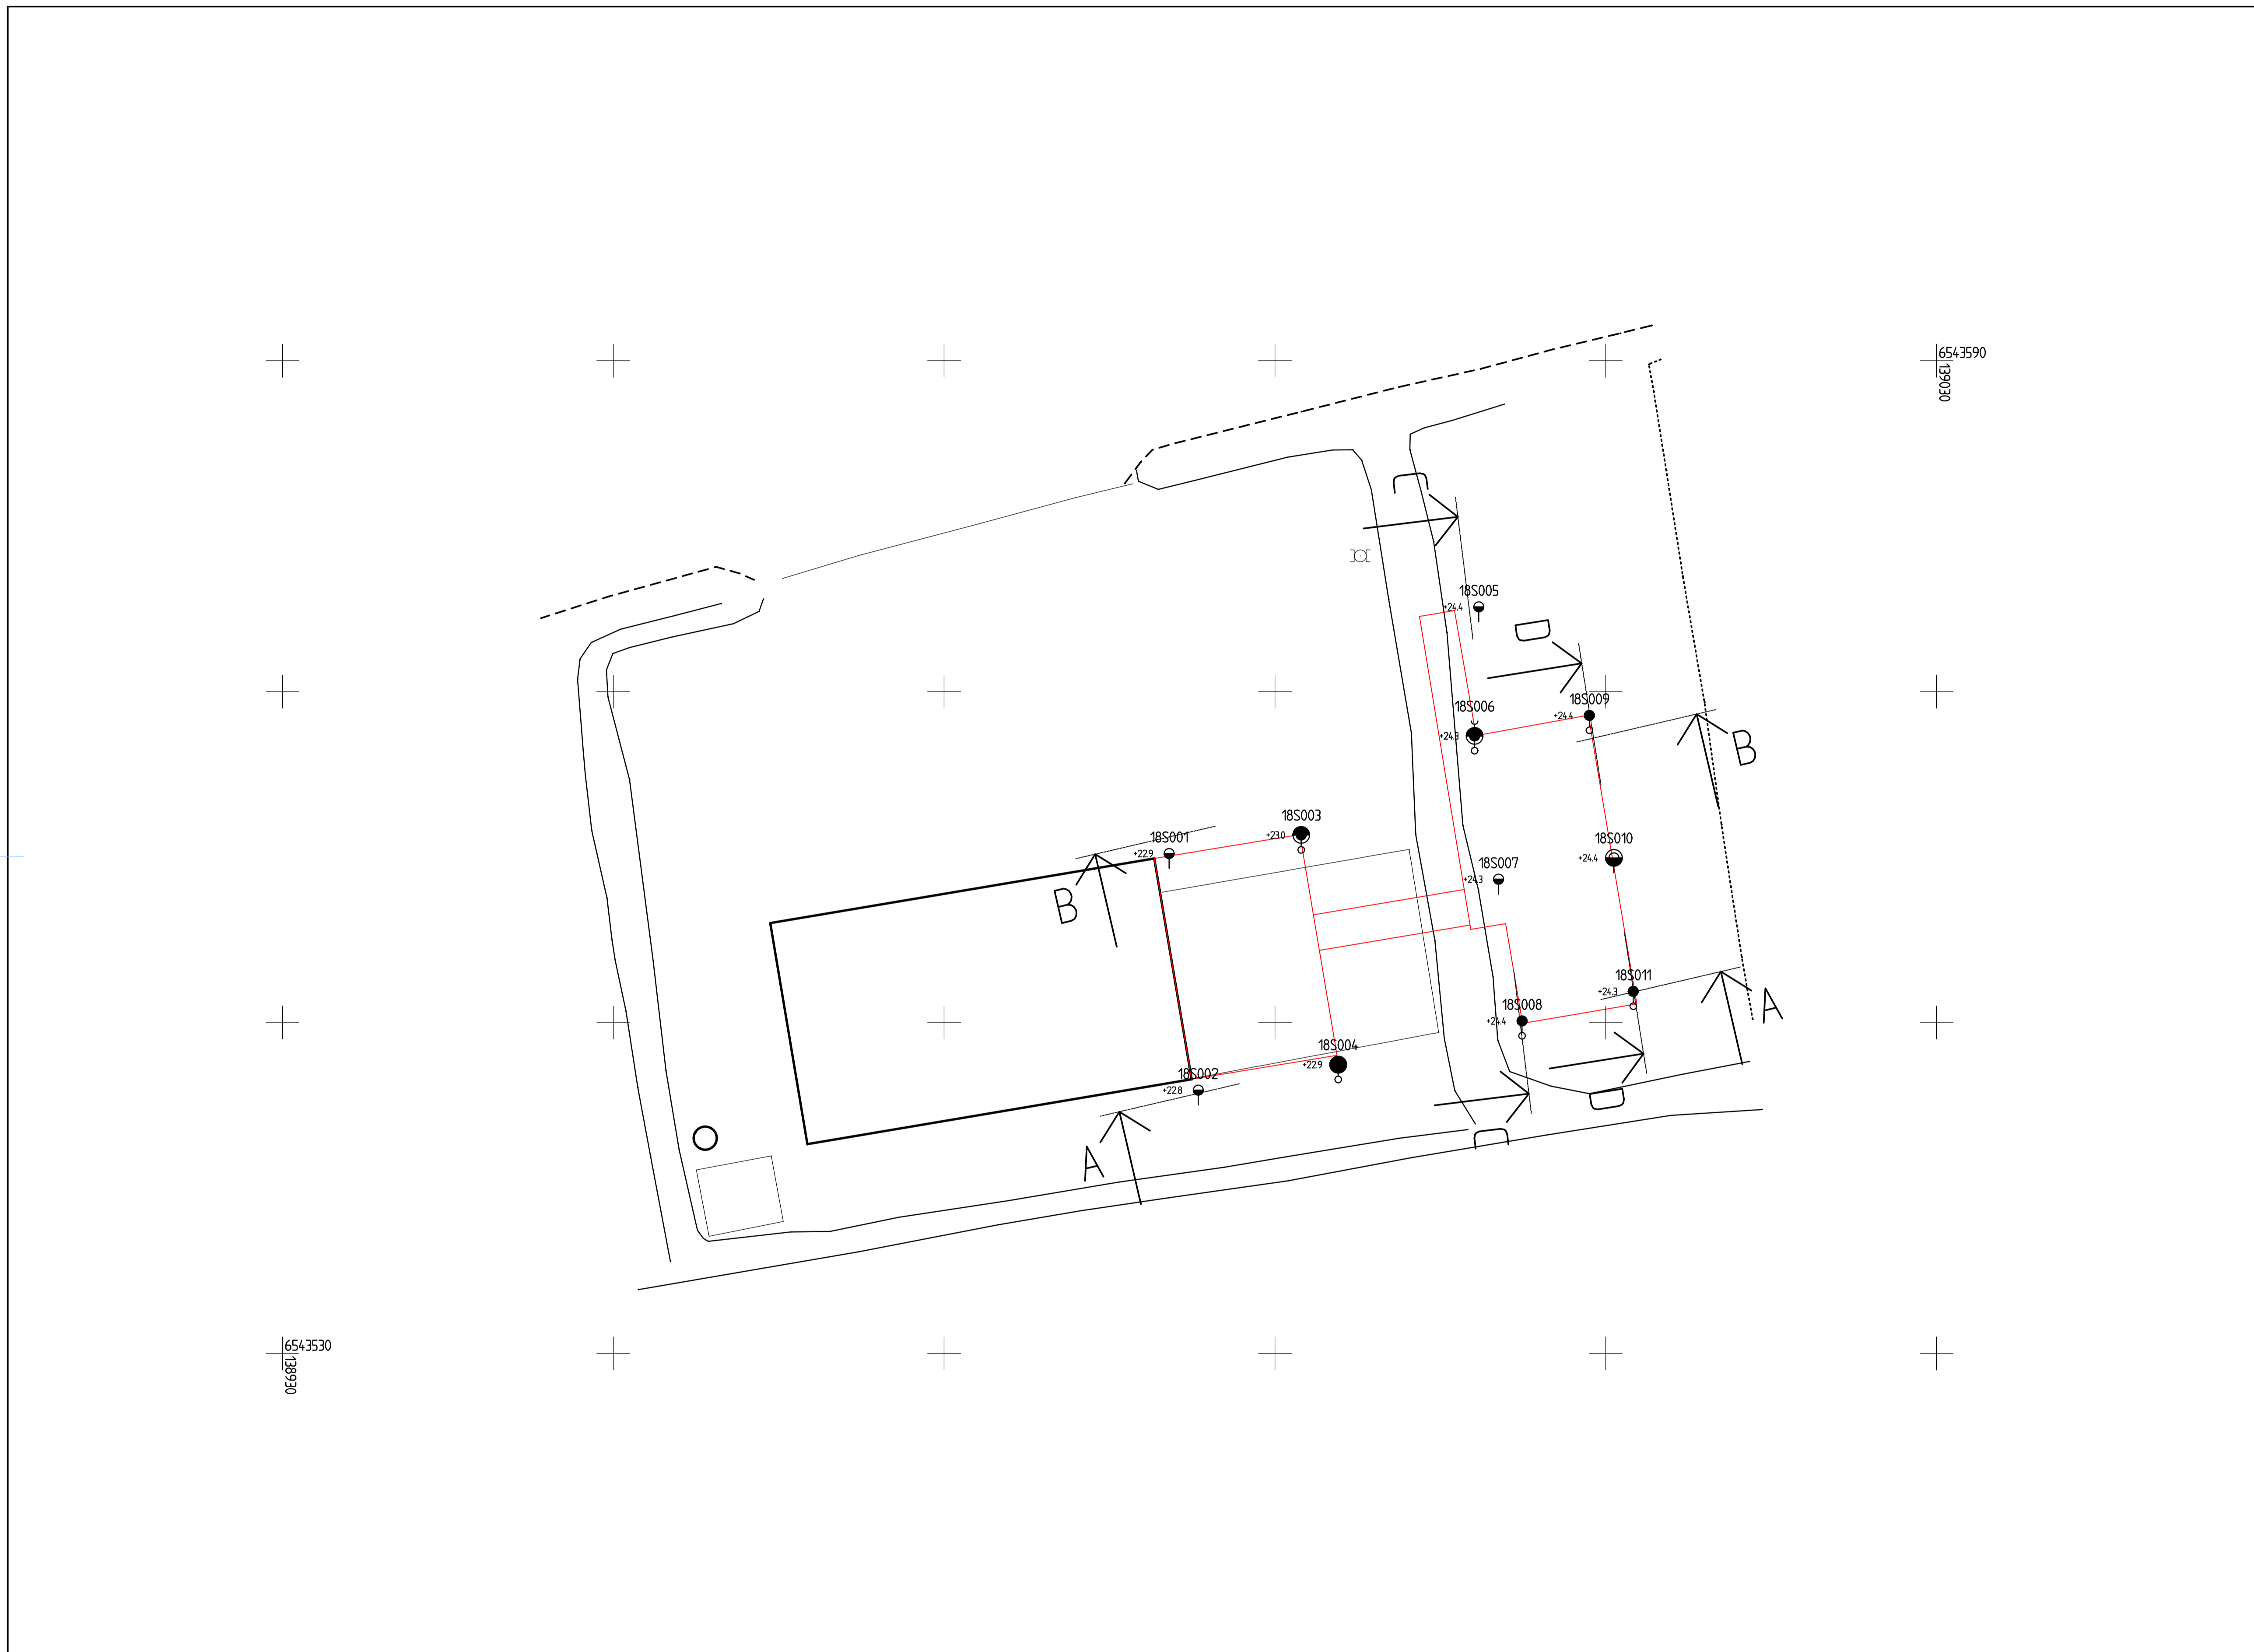 6543590
139030
C
18S005
+24.4
D
18S009
+24.4
18S006
+24.3
B
18S003
+23.0
18S001
+22.9
18S010
+24.4
18S007
+24.3
B
18S011
+24.3
A
18S008
+24.4
18S004
+22.9
18S002
+22.8
D
C
A
6543530
138930